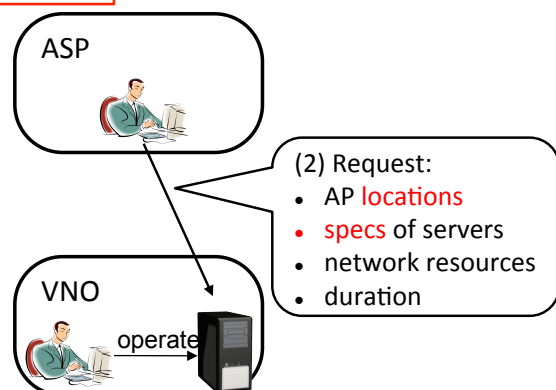 ASP
(2) Request:
• AP locations
• specs of servers
• network resources
• duration
VNO
operate